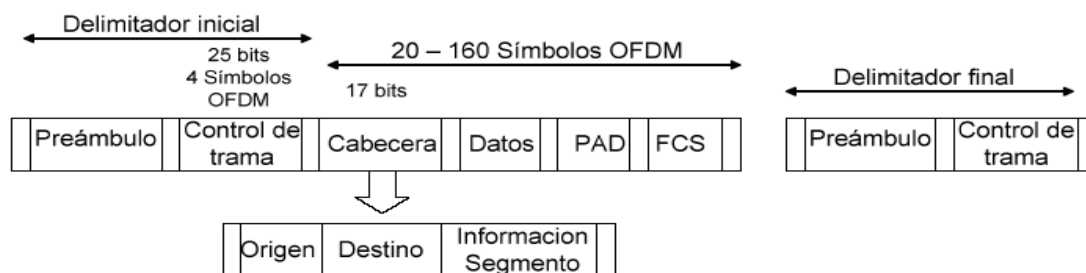 Delimitador inicial
25 bits
4 Símbolos
OFDM
20 – 160 Símbolos OFDM
17 bits
Delimitador final
Preámbulo
Control de
trama
Cabecera
Datos
PAD
FCS
Preámbulo
Control de
trama
Origen
Destino
Informacion
Segmento